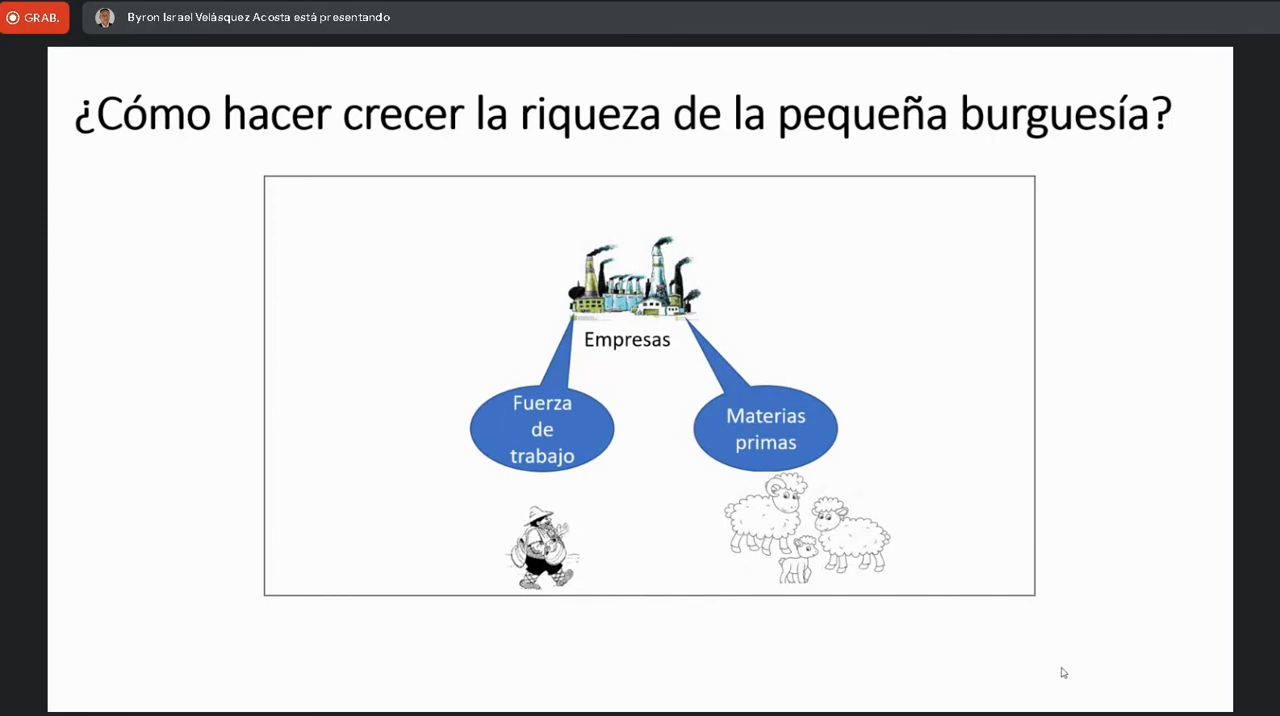 GRAB.
Byron Israel Velásquez Acosta está presentando
¿Cómo hacer crecer la riqueza de la pequeña burguesía?
Empresas
Fuerza
de
trabajo
Materias
primas